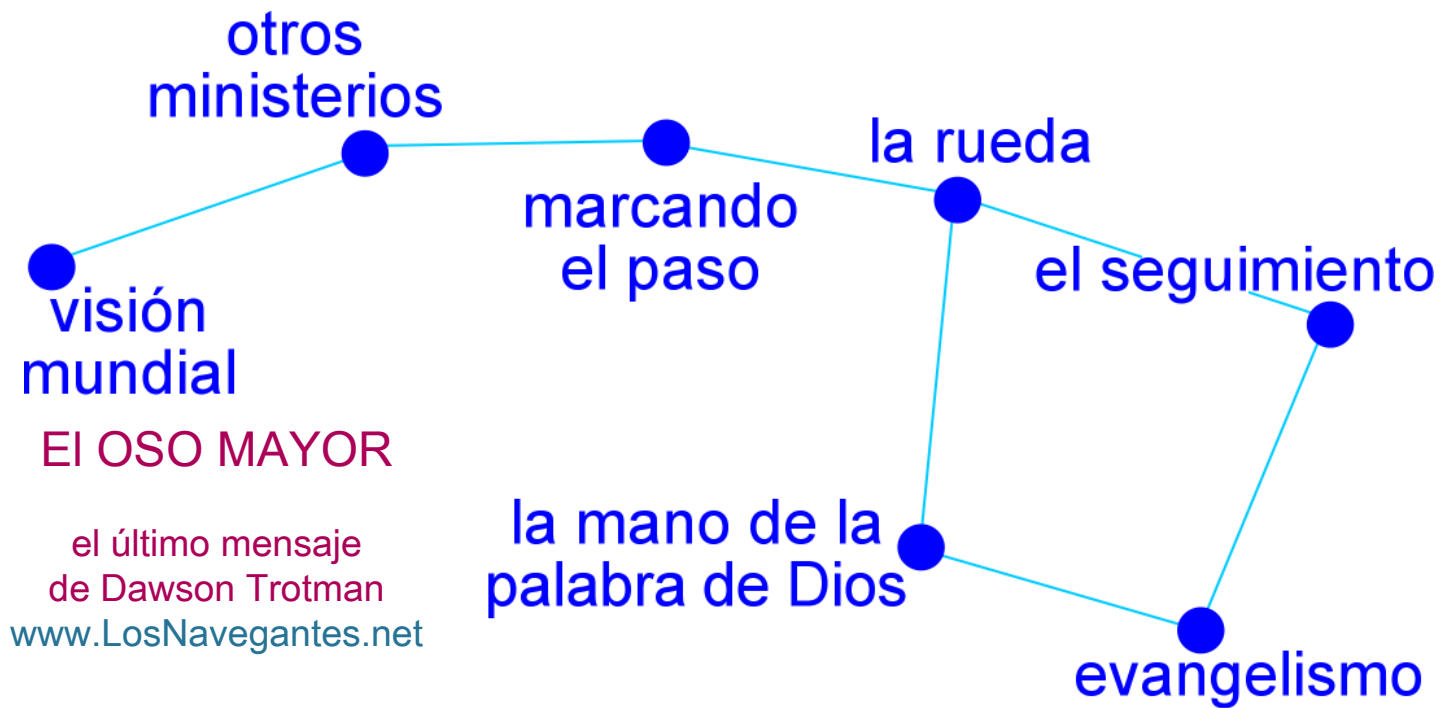 otros
ministerios
la rueda
marcando
el paso
el seguimiento
visión
mundial
El OSO MAYOR
la mano de la
palabra de Dios
el último mensaje
de Dawson Trotman
www.LosNavegantes.net
evangelismo